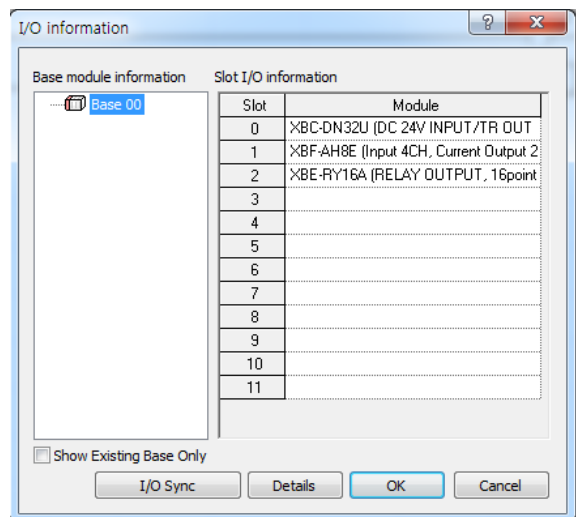 I/O information
Base module information
Slot I/O information
Base 00
Slot Module
0 XBC-DN32U (DC 24V INPUT/TR OUT
1 XBF-AH8E (Input 4CH, Current Output 2
2 XBE-RY16A (RELAY OUTPUT, 16point
3
4
5
6
7
8
9
10
11
Show Existing Base Only
I/O Sync Details OK Cancel